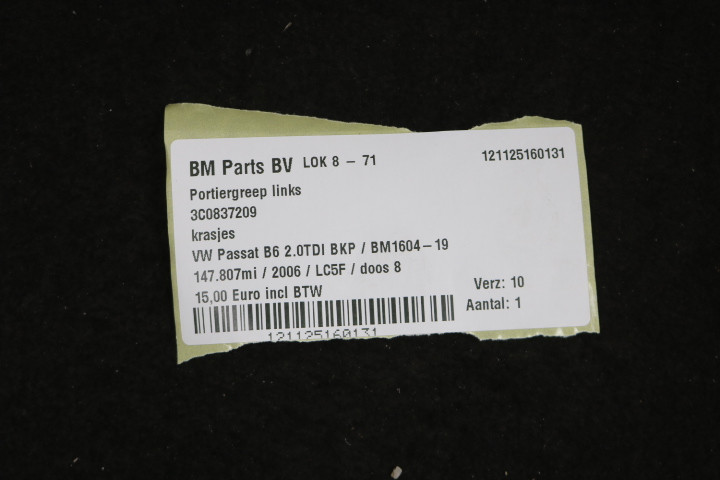 BM Parts BV LOK 8 - 71 121125160131
Portiergreep links
3C0837209
krasjes
VW Passat B6 2.0TDI BKP / BM1604-19
147.807mi / 2006 / LC5F / doos 8
15,00 Euro incl BTW Verz: 10
Aantal: 1
121125160131